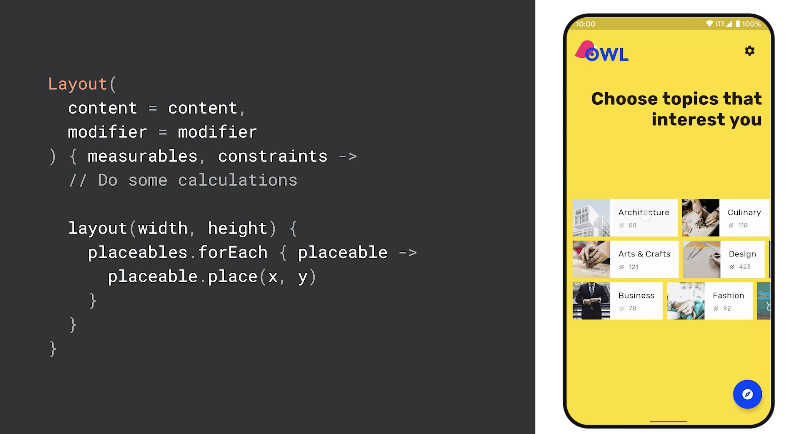 Layout(
content = content,
modifier = modifier
) { measurables, constraints ->
// Do some calculations
layout(width, height) {
placeables.forEach { placeable ->
placeable.place(x, y)
}
}
}
10:00
LTE
100%
OWL
Choose topics that
interest you
Architecture
58
Culinary
118
Arts & Crafts
121
Design
423
Business
78
Fashion
92